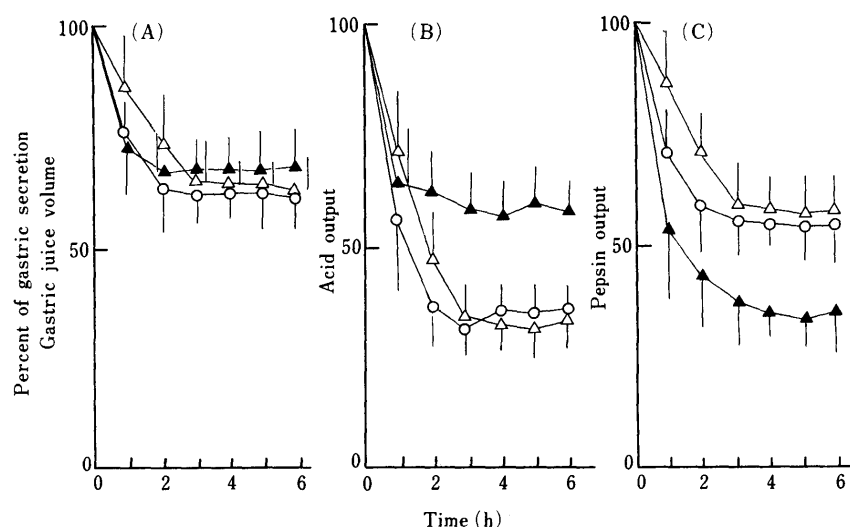 (A)
(B)
(C)
Percent of gastric secretion
Gastric juice volume
100
50
0
0 2 4 6
Acid output
100
50
0
0 2 4 6
Pepsin output
100
50
0
0 2 4 6
Time (h)